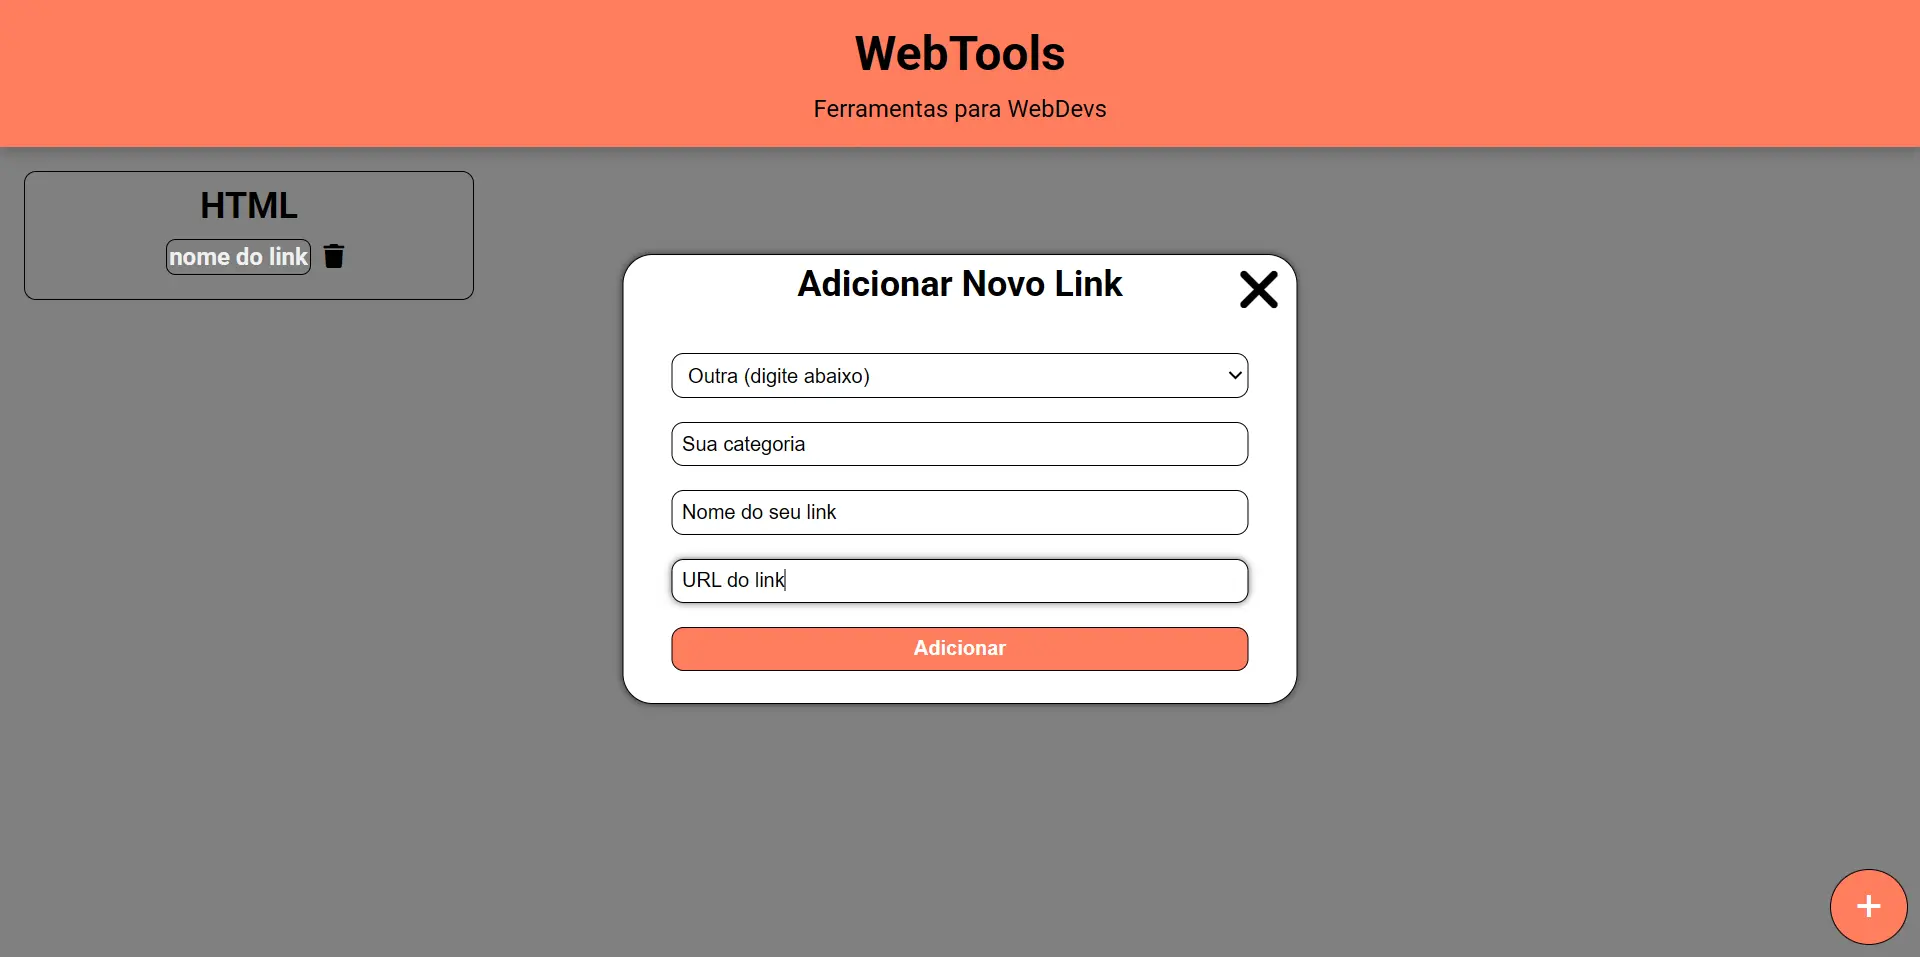 WebTools
Ferramentas para WebDevs
HTML
nome do link
Adicionar Novo Link
Outra (digite abaixo)
Sua categoria
Nome do seu link
URL do link
Adicionar
+